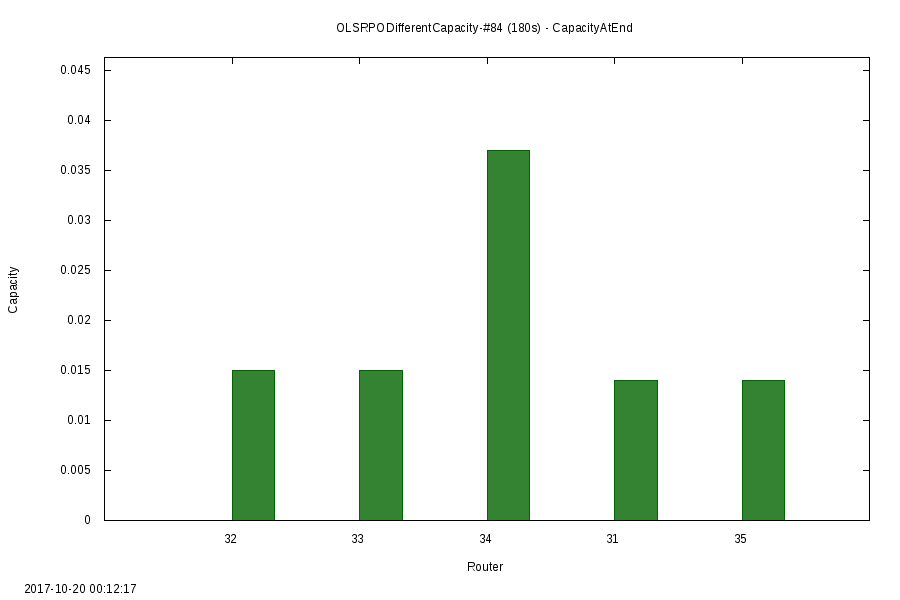 OLSRPODifferentCapacity-#84 (180s) - CapacityAtEnd
0.045
0.04
0.035
0.03
0.025
0.02
0.015
0.01
0.005
0
Capacity
32 33 34 31 35
Router
2017-10-20 00:12:17